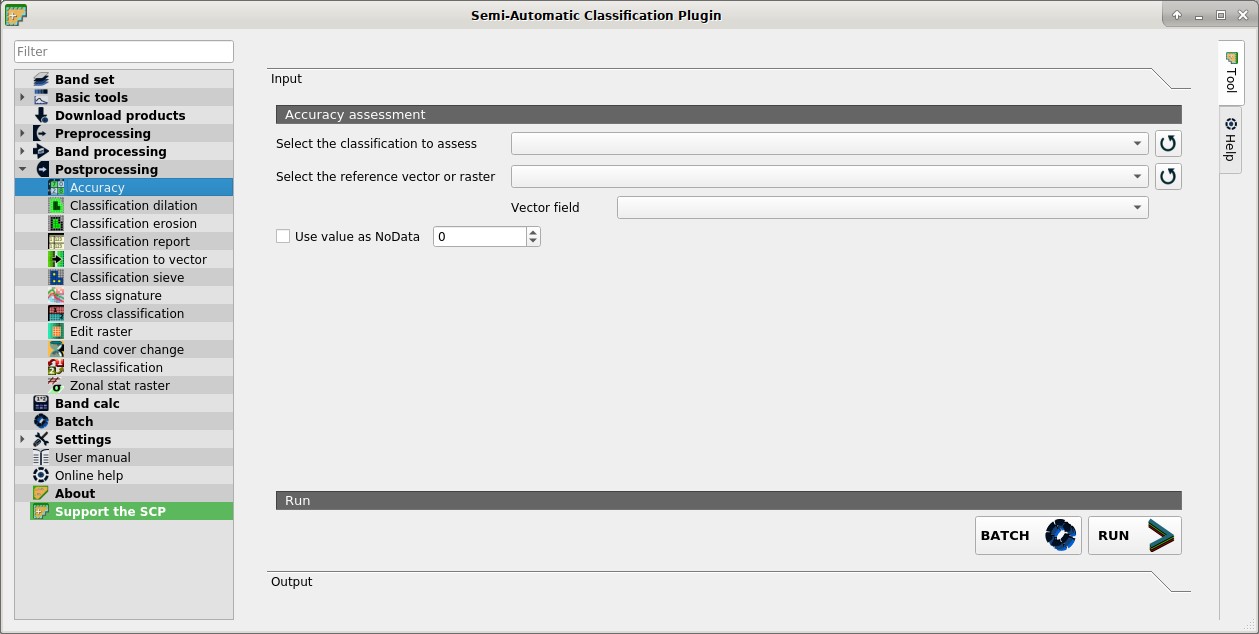 Semi-Automatic Classification Plugin
Filter
Band set
Basic tools
Download products
Preprocessing
Band processing
Postprocessing
Accuracy
Classification dilation
Classification erosion
Classification report
Classification to vector
Classification sieve
Class signature
Cross classification
Edit raster
Land cover change
Reclassification
Zonal stat raster
Band calc
Batch
Settings
User manual
Online help
About
Support the SCP
Input
Accuracy assessment
Select the classification to assess
Select the reference vector or raster
Vector field
Use value as NoData 0
Run
BATCH RUN
Output
Tool
Help